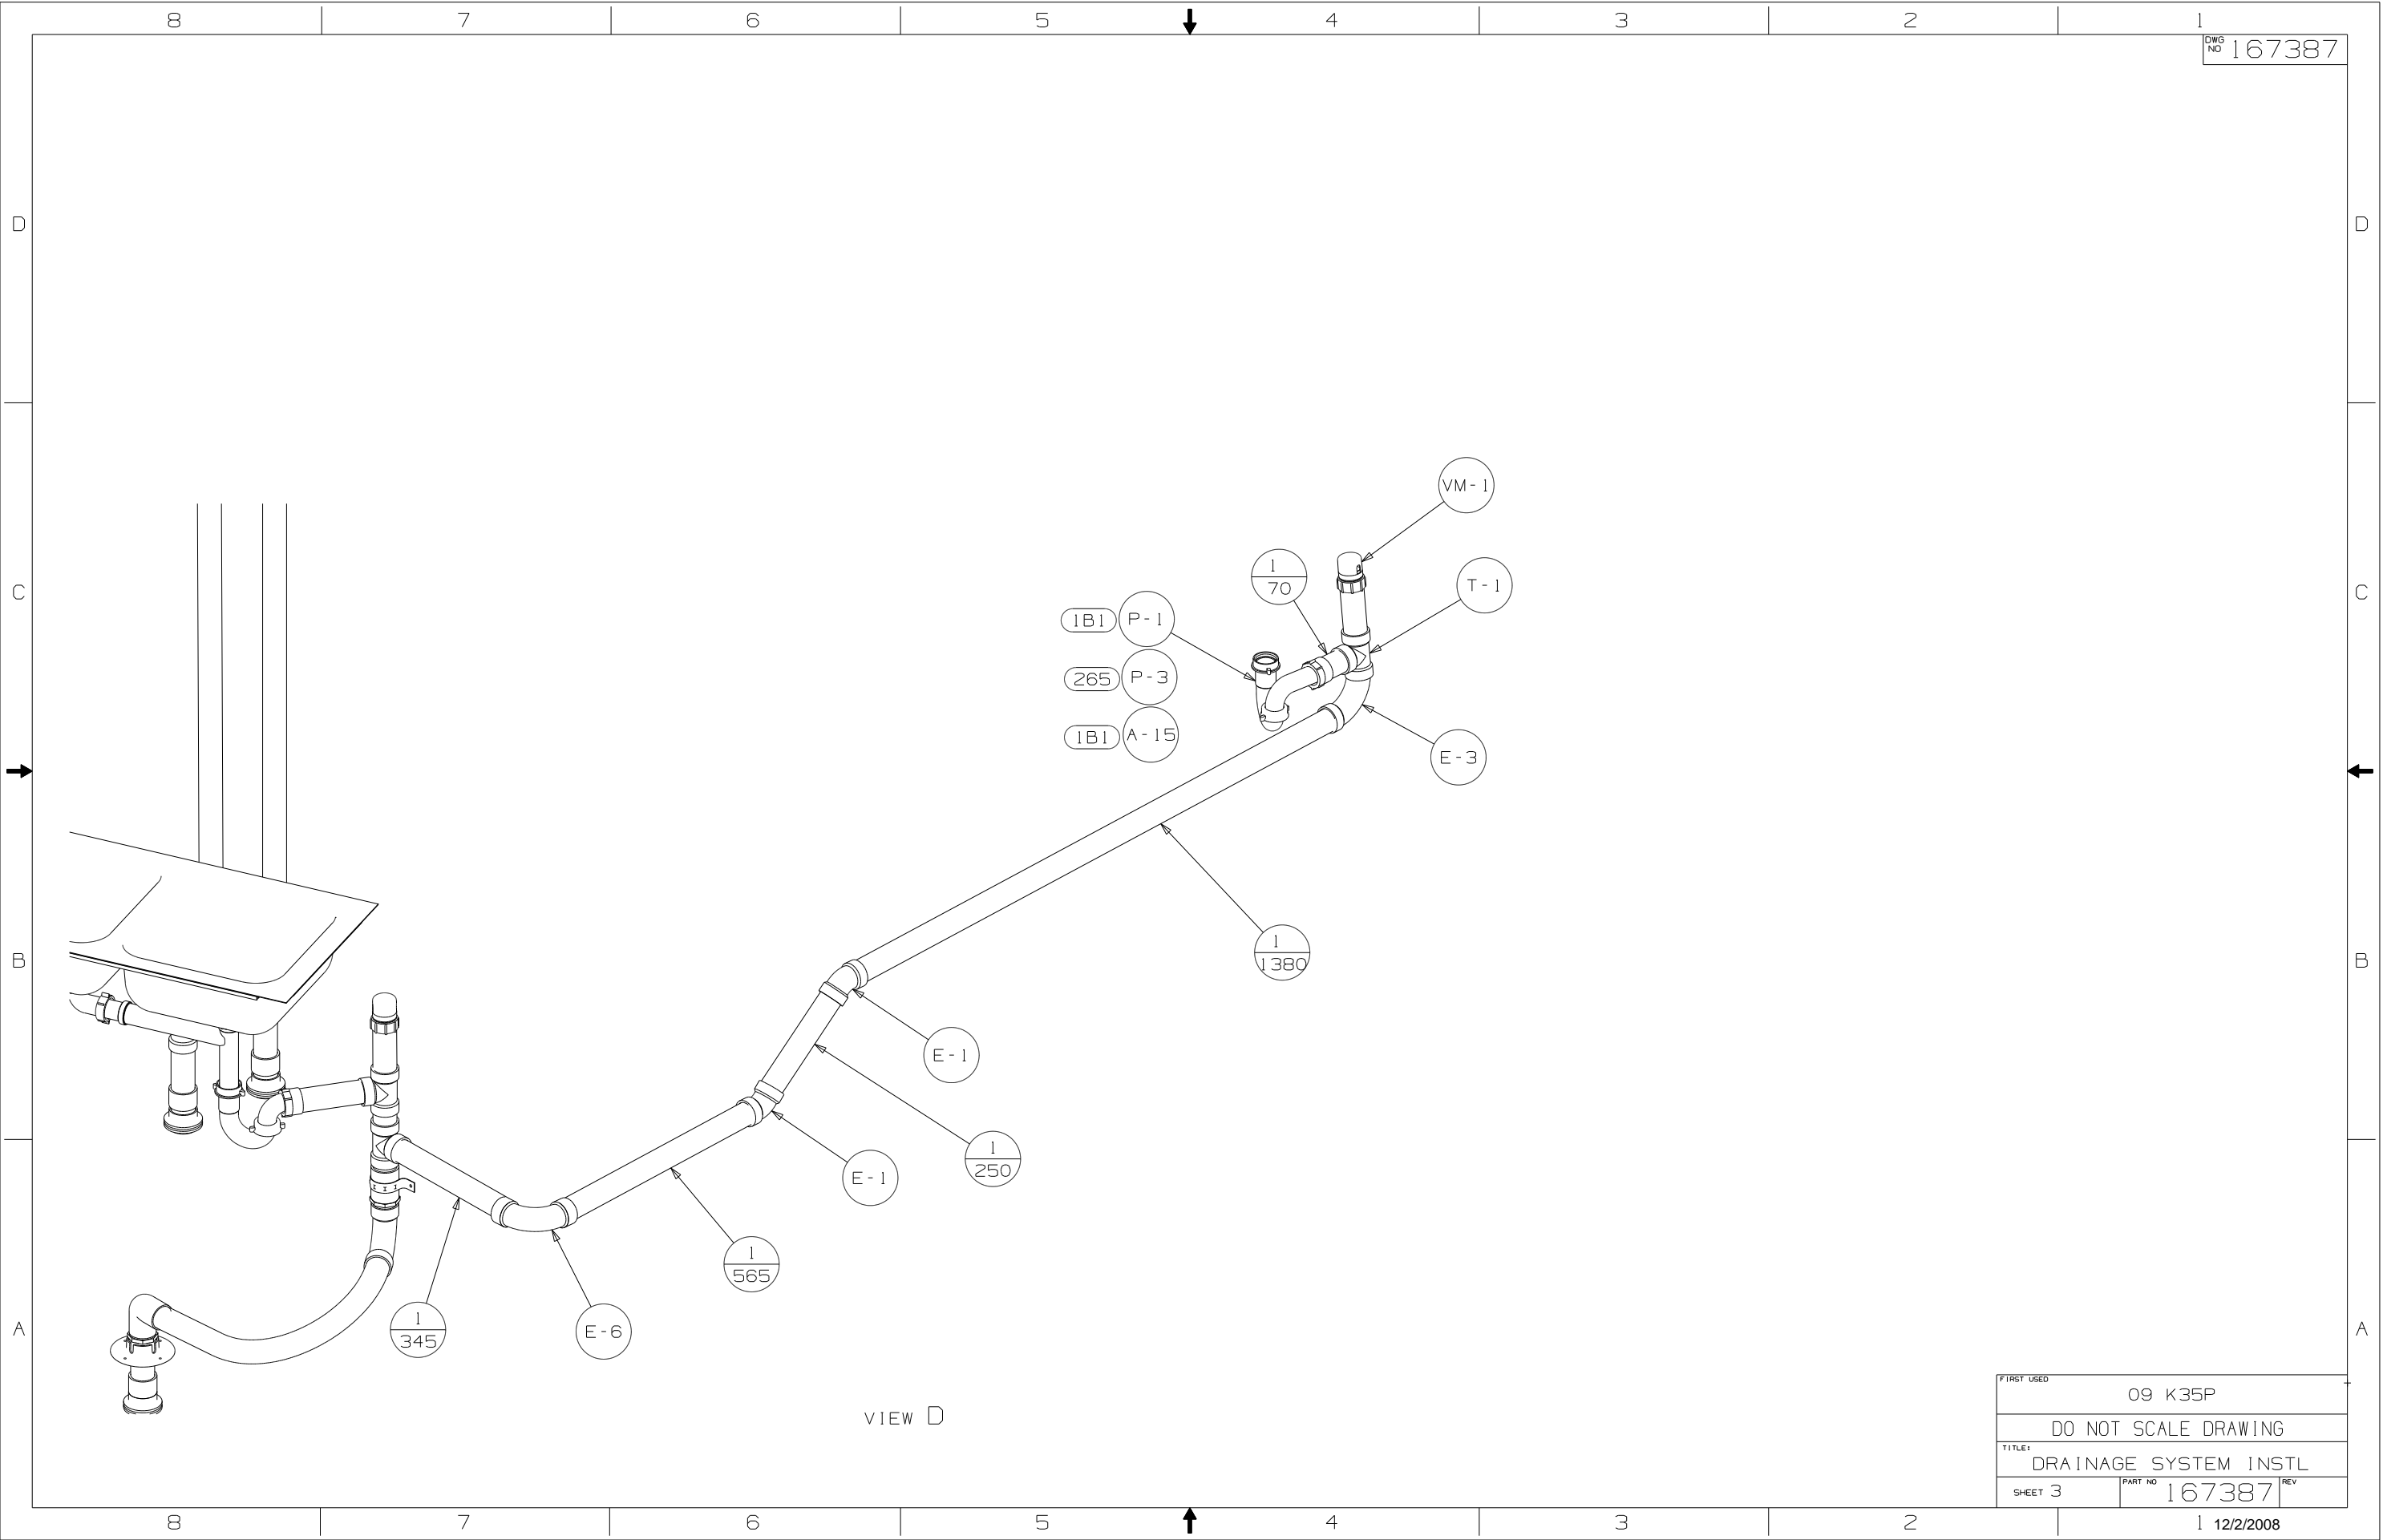 8 7 6 5 4 3 2 1
DWG NO 167387
D D
VM-1
1
70
T-1
C C
1B1 P-1
265 P-3
1B1 A-15
E-3
1
1380
B B
E-1
1
250
E-1
1
565
1
345
E-6
A A
VIEW D
FIRST USED
09 K35P
DO NOT SCALE DRAWING
TITLE:
DRAINAGE SYSTEM INSTL
SHEET 3 PART NO 167387 REV
8 7 6 5 4 3 2 1 12/2/2008